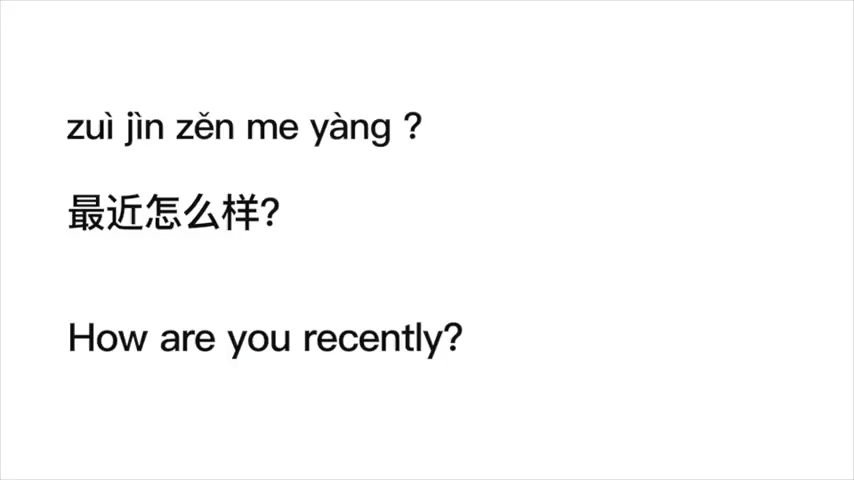 zuì jìn zěn me yàng ?
最近怎么样?
How are you recently?